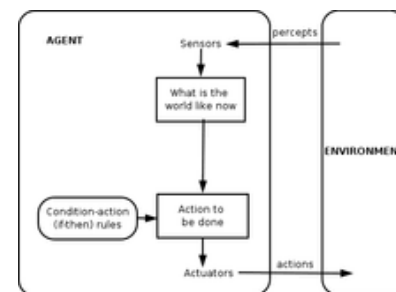 AGENT
Sensors
percepts
What is the
world like now
ENVIRONMEN
Condition-action
(if-then) rules
Action to
be done
Actuators
actions